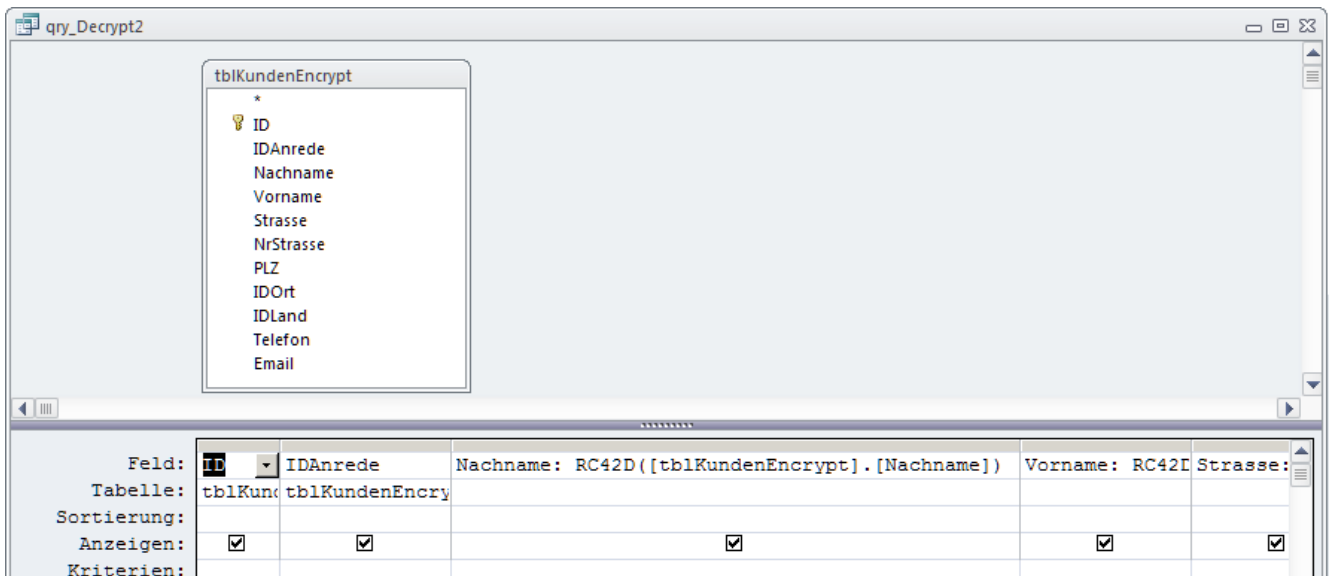 qry_Decrypt2
tblKundenEncrypt
*
ID
IDAnrede
Nachname
Vorname
Strasse
NrStrasse
PLZ
IDOrt
IDLand
Telefon
Email
Feld: ID IDAnrede Nachname: RC42D([tblKundenEncrypt].[Nachname]) Vorname: RC42D Strasse:
Tabelle: tblKund tblKundenEncry
Sortierung:
Anzeigen:
Kriterien: